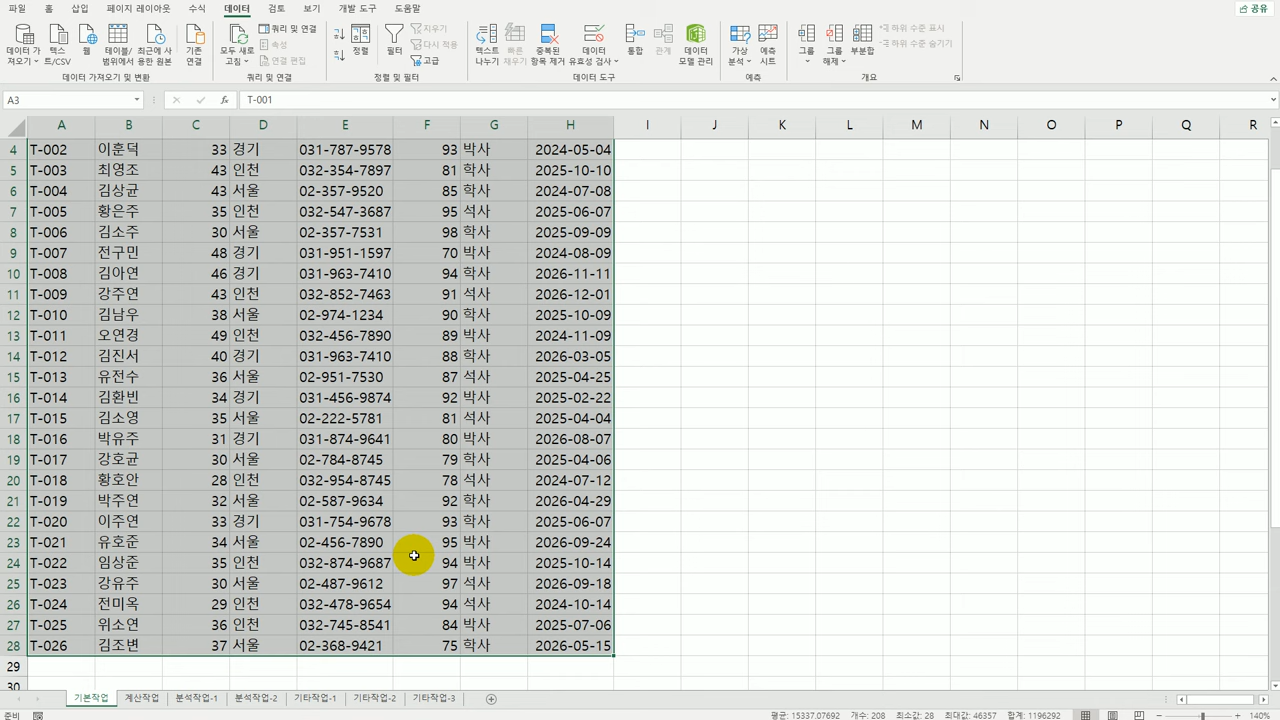 파일 홈 삽입 페이지 레이아웃 수식 데이터 검토 보기 개발 도구 도움말 공유
데이터 가져오기 텍스트/CSV 웹 테이블/범위에서 최근에 사용한 원본 기존 연결
모두 새로 고침 쿼리 및 연결 속성 연결 편집
정렬 필터 지우기 다시 적용 고급
텍스트 나누기 빠른 채우기 중복된 항목 제거 데이터 유효성 검사 통합 관계 데이터 모델 관리
가상 분석 예측 시트 그룹 그룹 해제 부분합 하위 수준 표시 하위 수준 숨기기
데이터 가져오기 및 변환 쿼리 및 연결 정렬 및 필터 데이터 도구 예측 개요
A3 fx T-001
A B C D E F G H I J K L M N O P Q R
4 T-002 이훈덕 33 경기 031-787-9578 93 박사 2024-05-04
5 T-003 최영조 43 인천 032-354-7897 81 학사 2025-10-10
6 T-004 김상균 43 서울 02-357-9520 85 학사 2024-07-08
7 T-005 황은주 35 인천 032-547-3687 95 석사 2025-06-07
8 T-006 김소주 30 서울 02-357-7531 98 학사 2025-09-09
9 T-007 전구민 48 경기 031-951-1597 70 박사 2024-08-09
10 T-008 김아연 46 경기 031-963-7410 94 학사 2026-11-11
11 T-009 강주연 43 인천 032-852-7463 91 석사 2026-12-01
12 T-010 김남우 38 서울 02-974-1234 90 학사 2025-10-09
13 T-011 오연경 49 인천 032-456-7890 89 박사 2024-11-09
14 T-012 김진서 40 경기 031-963-7410 88 학사 2026-03-05
15 T-013 유전수 36 서울 02-951-7530 87 석사 2025-04-25
16 T-014 김환빈 34 경기 031-456-9874 92 박사 2025-02-22
17 T-015 김소영 35 서울 02-222-5781 81 석사 2025-04-04
18 T-016 박유주 31 경기 031-874-9641 80 박사 2026-08-07
19 T-017 강호균 30 서울 02-784-8745 79 학사 2025-04-06
20 T-018 황호안 28 인천 032-954-8745 78 석사 2024-07-12
21 T-019 박주연 32 서울 02-587-9634 92 학사 2026-04-29
22 T-020 이주연 33 경기 031-754-9678 93 학사 2025-06-07
23 T-021 유호준 34 서울 02-456-7890 95 박사 2026-09-24
24 T-022 임상준 35 인천 032-874-9687 94 박사 2025-10-14
25 T-023 강유주 30 서울 02-487-9612 97 석사 2026-09-18
26 T-024 전미옥 29 인천 032-478-9654 94 석사 2024-10-14
27 T-025 위소연 36 인천 032-745-8541 84 박사 2025-07-06
28 T-026 김조변 37 서울 02-368-9421 75 학사 2026-05-15
29
30
기본작업 계산작업 분석작업-1 분석작업-2 기타작업-1 기타작업-2 기타작업-3
준비 평균: 15337.07692 개수: 208 최소값: 28 최대값: 46357 합계: 1196292 140%